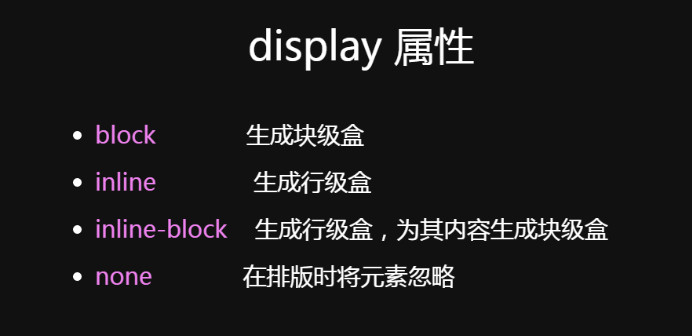 display 属性
• block 生成块级盒
• inline 生成行级盒
• inline-block 生成行级盒，为其内容生成块级盒
• none 在排版时将元素忽略